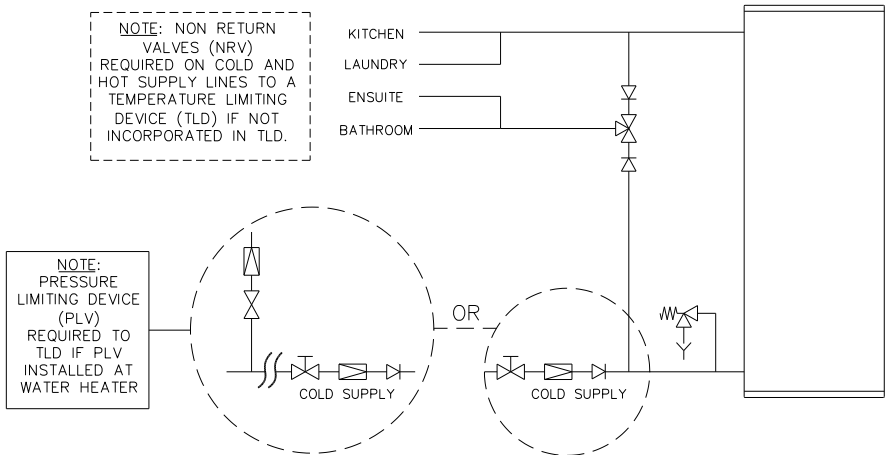 NOTE: NON RETURN
VALVES (NRV)
REQUIRED ON COLD AND
HOT SUPPLY LINES TO A
TEMPERATURE LIMITING
DEVICE (TLD) IF NOT
INCORPORATED IN TLD.
KITCHEN
LAUNDRY
ENSUITE
BATHROOM
NOTE:
PRESSURE
LIMITING DEVICE
(PLV)
REQUIRED TO
TLD IF PLV
INSTALLED AT
WATER HEATER
OR
COLD SUPPLY
COLD SUPPLY